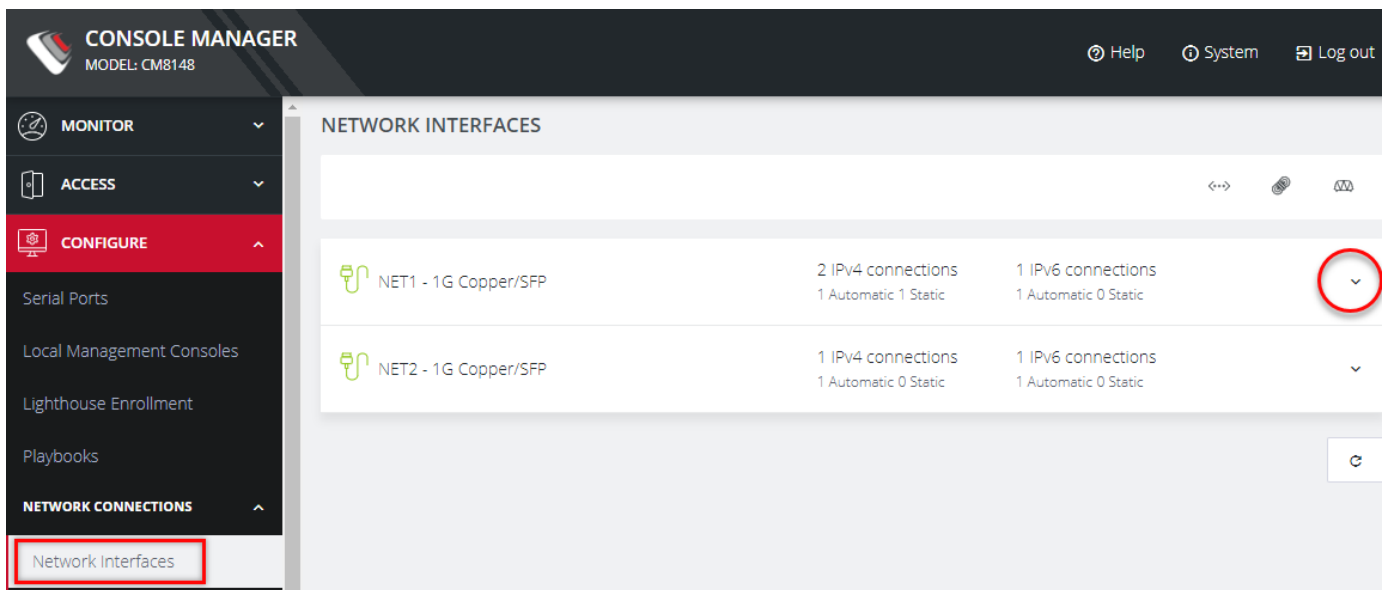 CONSOLE MANAGER
MODEL: CM8148
Help
System
Log out
MONITOR
ACCESS
CONFIGURE
Serial Ports
Local Management Consoles
Lighthouse Enrollment
Playbooks
NETWORK CONNECTIONS
Network Interfaces
NETWORK INTERFACES
NET1 - 1G Copper/SFP
2 IPv4 connections
1 Automatic 1 Static
1 IPv6 connections
1 Automatic 0 Static
NET2 - 1G Copper/SFP
1 IPv4 connections
1 Automatic 0 Static
1 IPv6 connections
1 Automatic 0 Static